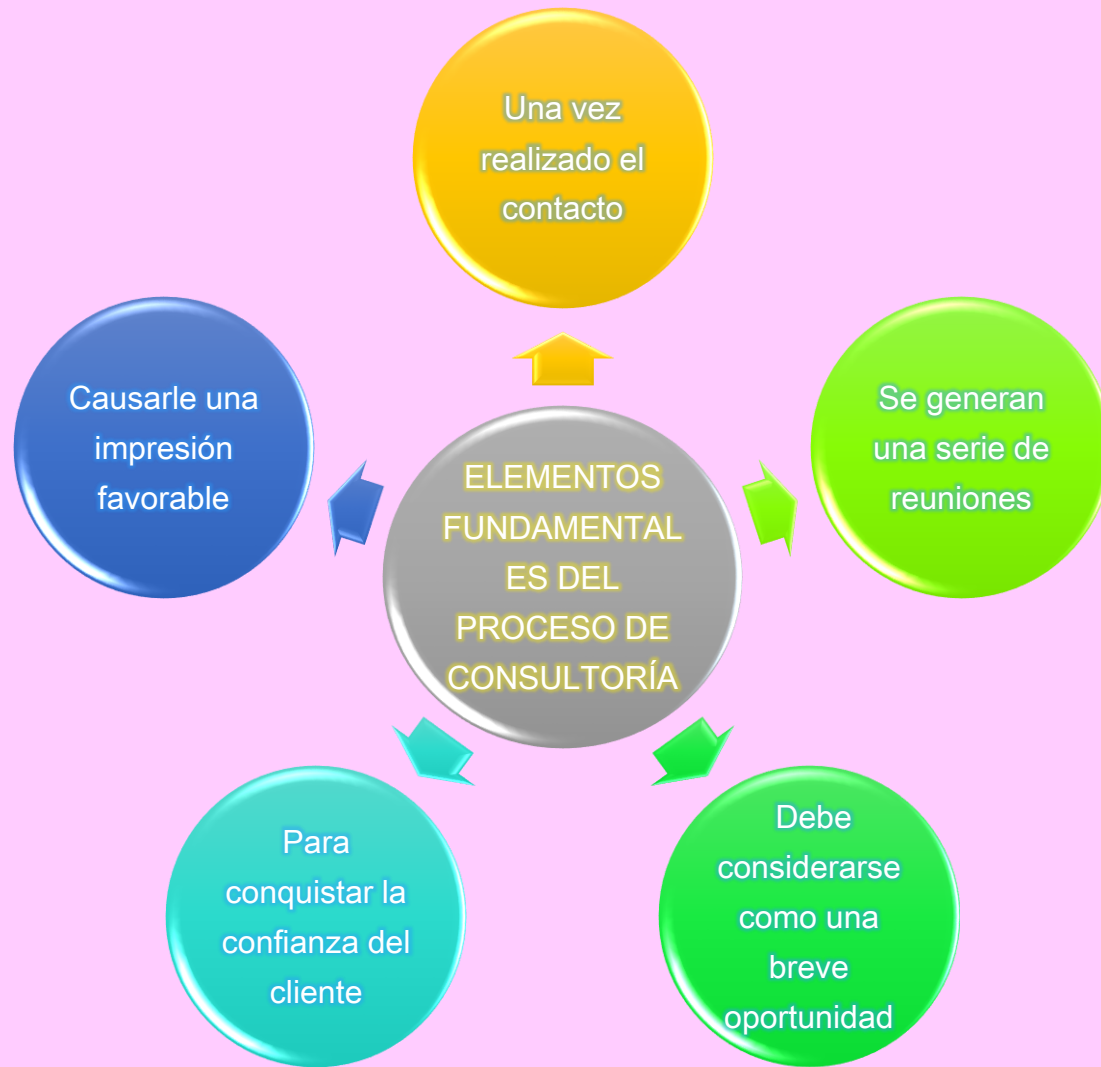 Una vez
realizado el
contacto
Se generan
una serie de
reuniones
Debe
considerarse
como una
breve
oportunidad
Para
conquistar la
confianza del
cliente
Causarle una
impresión
favorable
ELEMENTOS
FUNDAMENTAL
ES DEL
PROCESO DE
CONSULTORÍA